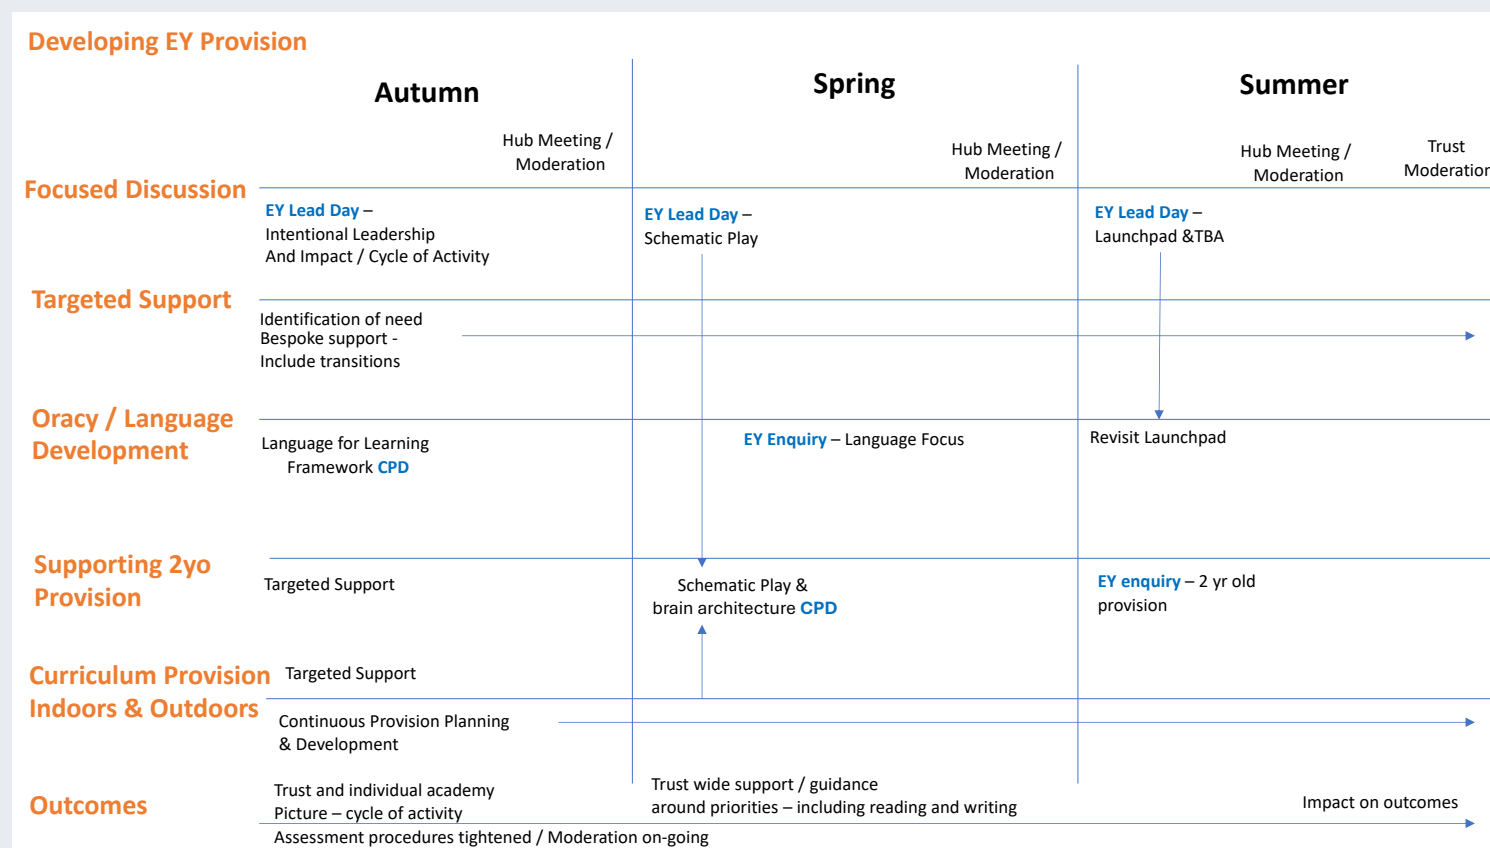 Developing EY Provision
Autumn
Spring
Summer
Hub Meeting /
Moderation
Hub Meeting /
Moderation
Hub Meeting /
Moderation
Trust
Moderation
Focused Discussion
EY Lead Day –
Intentional Leadership
And Impact / Cycle of Activity
EY Lead Day –
Schematic Play
EY Lead Day –
Launchpad &TBA
Targeted Support
Identification of need
Bespoke support -
Include transitions
Oracy / Language
Development
Language for Learning
Framework CPD
EY Enquiry – Language Focus
Revisit Launchpad
Supporting 2yo
Provision
Targeted Support
Schematic Play &
brain architecture CPD
EY enquiry – 2 yr old
provision
Curriculum Provision
Indoors & Outdoors
Targeted Support
Continuous Provision Planning
& Development
Outcomes
Trust and individual academy
Picture – cycle of activity
Assessment procedures tightened / Moderation on-going
Trust wide support / guidance
around priorities – including reading and writing
Impact on outcomes